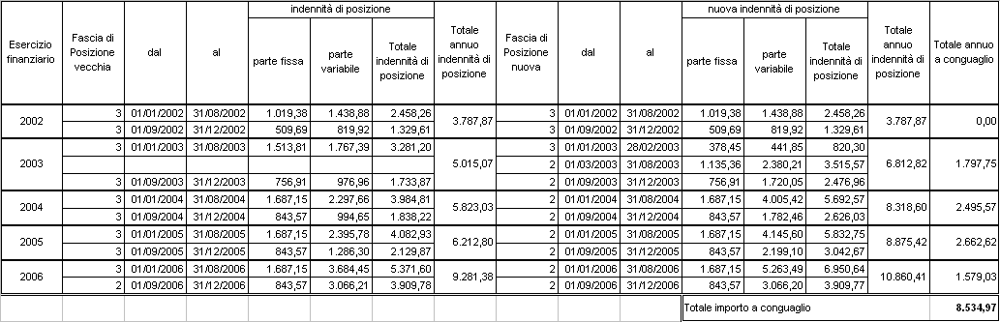 indennità di posizione nuova indennità di posizione
Esercizio finanziario Fascia di Posizione vecchia dal al parte fissa parte variabile Totale indennità di posizione Totale annuo indennità di posizione Fascia di Posizione nuova dal al parte fissa parte variabile Totale indennità di posizione Totale annuo indennità di posizione Totale annuo a conguaglio
2002 3 01/01/2002 31/08/2002 1.019,38 1.438,88 2.458,26 3.787,87 3 01/01/2002 31/08/2002 1.019,38 1.438,88 2.458,26 3.787,87 0,00
3 01/09/2002 31/12/2002 509,69 819,92 1.329,61 3 01/09/2002 31/12/2002 509,69 819,92 1.329,61
2003 3 01/01/2003 31/08/2003 1.513,81 1.767,39 3.281,20 5.015,07 3 01/01/2003 28/02/2003 378,45 441,85 820,30 6.812,82 1.797,75
2 01/03/2003 31/08/2003 1.135,36 2.380,21 3.515,57
3 01/09/2003 31/12/2003 756,91 976,96 1.733,87 2 01/09/2003 31/12/2003 756,91 1.720,05 2.476,96
2004 3 01/01/2004 31/08/2004 1.687,15 2.297,66 3.984,81 5.823,03 2 01/01/2004 31/08/2004 1.687,15 4.005,42 5.692,57 8.318,60 2.495,57
3 01/09/2004 31/12/2004 843,57 994,65 1.838,22 2 01/09/2004 31/12/2004 843,57 1.782,46 2.626,03
2005 3 01/01/2005 31/08/2005 1.687,15 2.395,78 4.082,93 6.212,80 2 01/01/2005 31/08/2005 1.687,15 4.145,60 5.832,75 8.875,42 2.662,62
3 01/09/2005 31/12/2005 843,57 1.286,30 2.129,87 2 01/09/2005 31/12/2005 843,57 2.199,10 3.042,67
2006 3 01/01/2006 31/08/2006 1.687,15 3.684,45 5.371,60 9.281,38 2 01/01/2006 31/08/2006 1.687,15 5.263,49 6.950,64 10.860,41 1.579,03
2 01/09/2006 31/12/2006 843,57 3.066,21 3.909,78 2 01/09/2006 31/12/2006 843,57 3.066,20 3.909,77
Totale importo a conguaglio 8.534,97